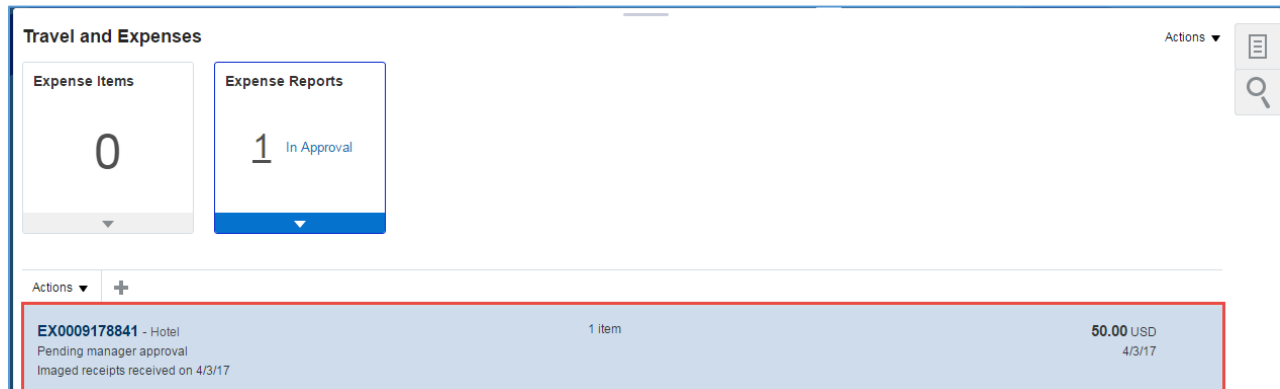 Travel and Expenses
Actions
Expense Items
0
Expense Reports
1 In Approval
Actions
EX0009178841 - Hotel
1 item
50.00 USD
Pending manager approval
4/3/17
Imaged receipts received on 4/3/17